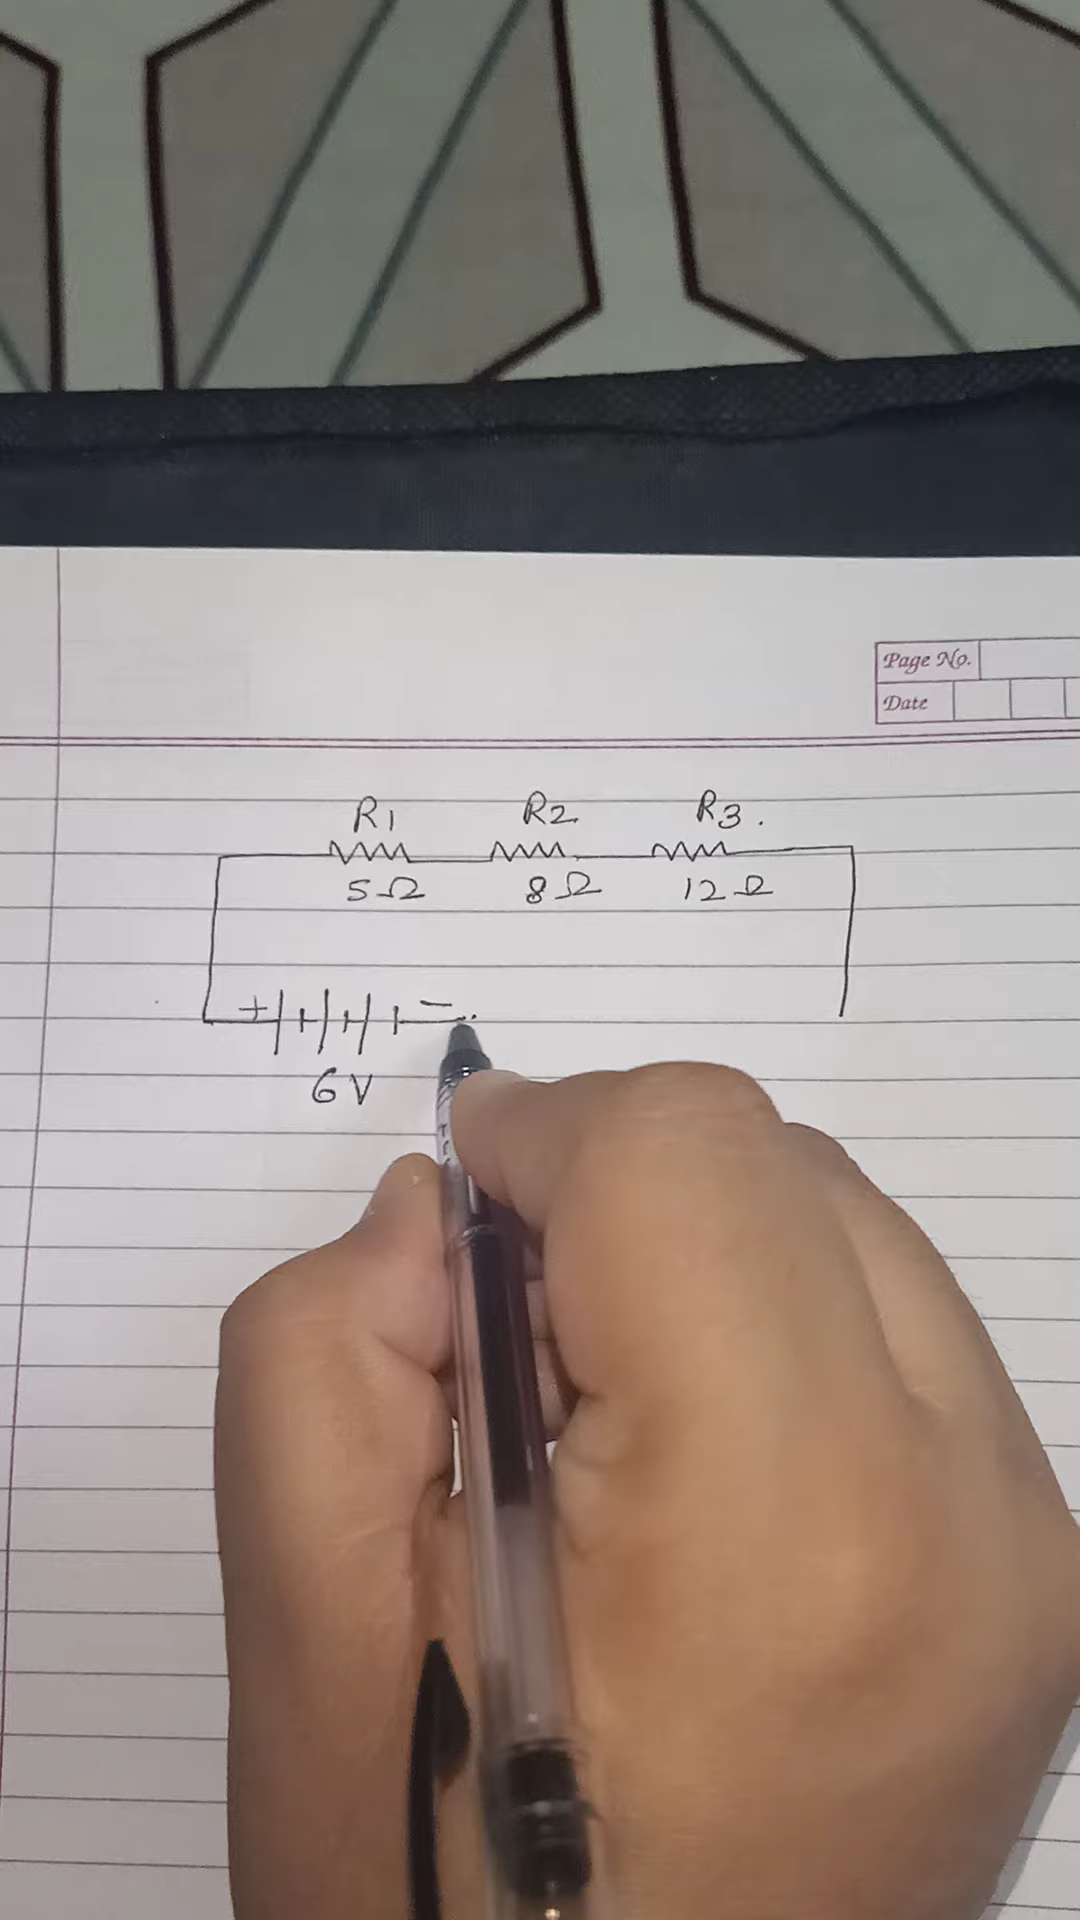 Page No.
Date
R1 R2 R3.
5Ω 8Ω 12Ω
+ −
6V